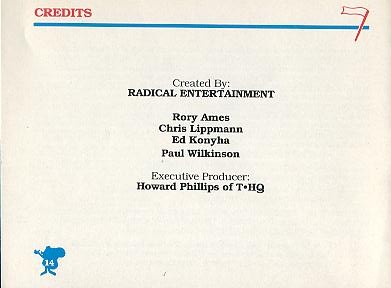 CREDITS
Created By:
RADICAL ENTERTAINMENT
Rory Ames
Chris Lippmann
Ed Konyha
Paul Wilkinson
Executive Producer:
Howard Phillips of T•HQ
14